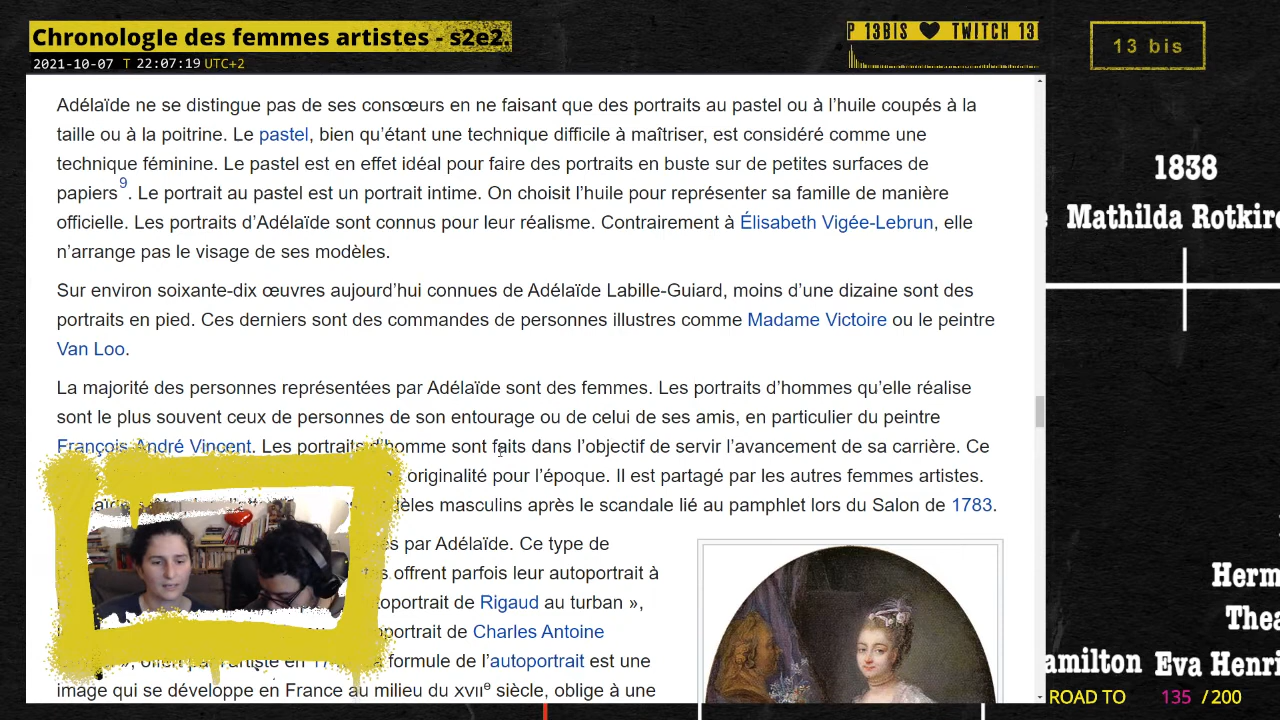 Chronologie des femmes artistes - s2e2
2021-10-07 T 22:07:19 UTC+2
P 13BIS TWITCH 13
13 bis
Adélaïde ne se distingue pas de ses consœurs en ne faisant que des portraits au pastel ou à l’huile coupés à la
taille ou à la poitrine. Le pastel, bien qu’étant une technique difficile à maîtriser, est considéré comme une
technique féminine. Le pastel est en effet idéal pour faire des portraits en buste sur de petites surfaces de
papiers9. Le portrait au pastel est un portrait intime. On choisit l’huile pour représenter sa famille de manière
officielle. Les portraits d’Adélaïde sont connus pour leur réalisme. Contrairement à Élisabeth Vigée-Lebrun, elle
n’arrange pas le visage de ses modèles.
Sur environ soixante-dix œuvres aujourd’hui connues de Adélaïde Labille-Guiard, moins d’une dizaine sont des
portraits en pied. Ces derniers sont des commandes de personnes illustres comme Madame Victoire ou le peintre
Van Loo.
La majorité des personnes représentées par Adélaïde sont des femmes. Les portraits d’hommes qu’elle réalise
sont le plus souvent ceux de personnes de son entourage ou de celui de ses amis, en particulier du peintre
François André Vincent. Les portraits d’homme sont faits dans l’objectif de servir l’avancement de sa carrière. Ce
originalité pour l’époque. Il est partagé par les autres femmes artistes.
masculins après le scandale lié au pamphlet lors du Salon de 1783.
par Adélaïde. Ce type de
offrent parfois leur autoportrait à
de Rigaud au turban »,
de Charles Antoine
formule de l’autoportrait est une
image qui se développe en France au milieu du XVIIe siècle, oblige à une
1838
Mathilda
Eva
ROAD TO 135 / 200